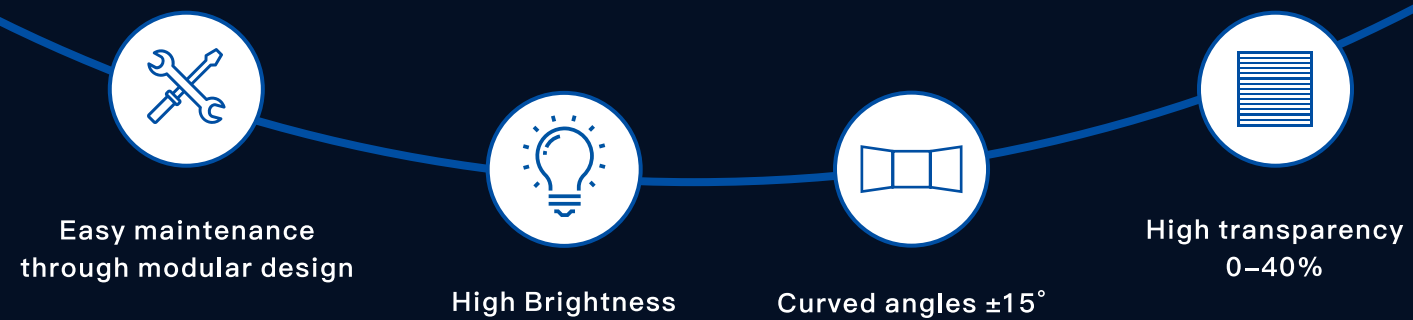 Easy maintenance
through modular design
High Brightness
Curved angles ±15°
High transparency
0–40%